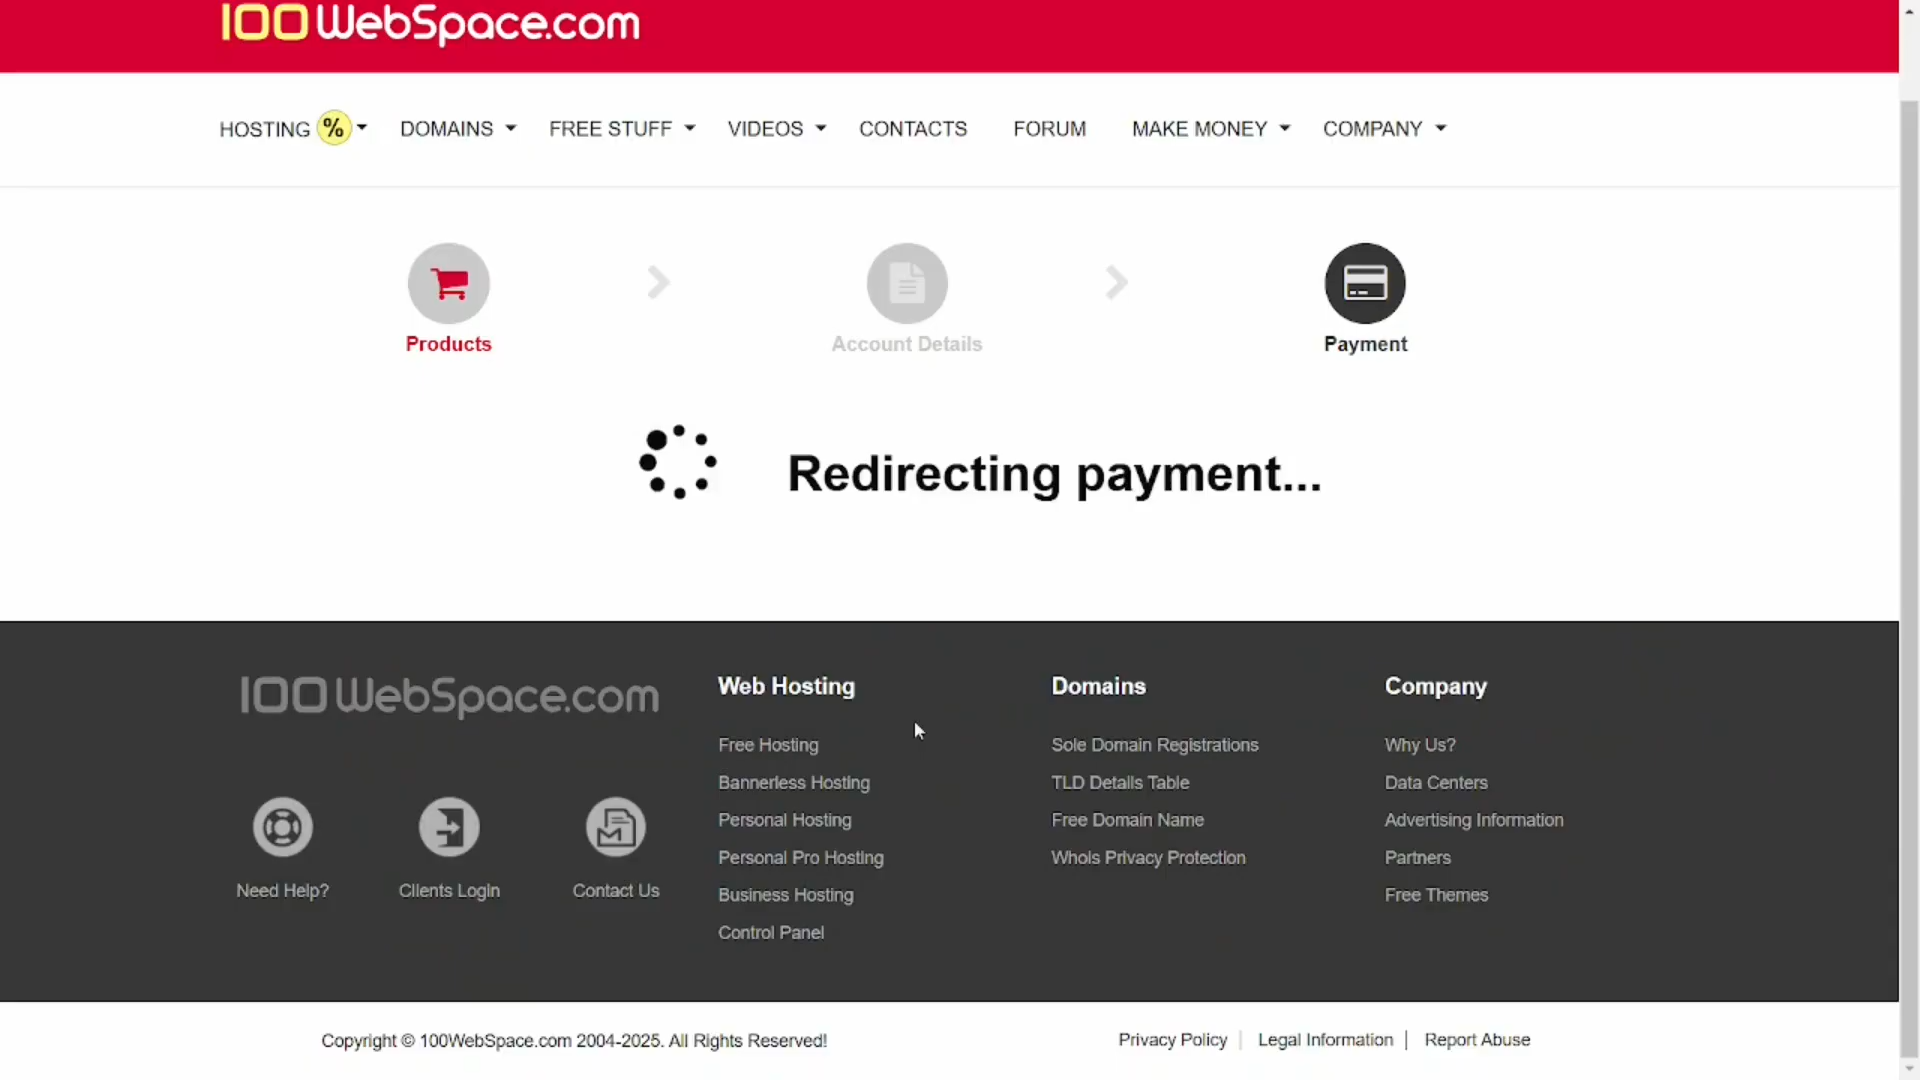 100WebSpace.com
HOSTING % DOMAINS FREE STUFF VIDEOS CONTACTS FORUM MAKE MONEY COMPANY
Products Account Details Payment
Redirecting payment...
100WebSpace.com
Need Help? Clients Login Contact Us
Web Hosting
Free Hosting
Bannerless Hosting
Personal Hosting
Personal Pro Hosting
Business Hosting
Control Panel
Domains
Sole Domain Registrations
TLD Details Table
Free Domain Name
Whois Privacy Protection
Company
Why Us?
Data Centers
Advertising Information
Partners
Free Themes
Copyright © 100WebSpace.com 2004-2025. All Rights Reserved!
Privacy Policy | Legal Information | Report Abuse